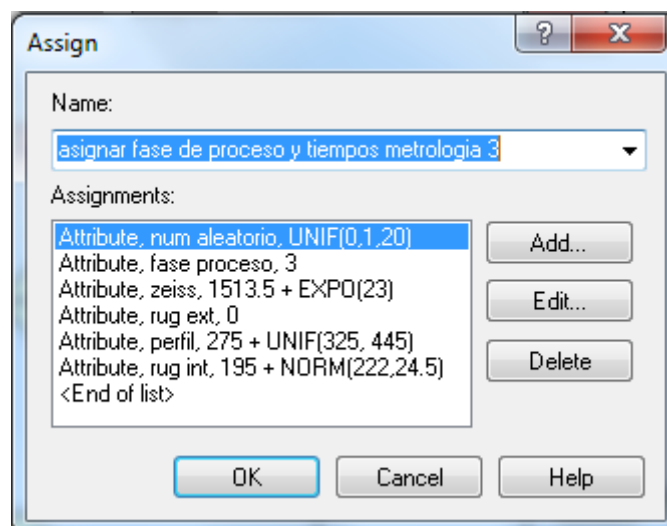 Assign
?
Name:
asignar fase de proceso y tiempos metrologia 3
Assignments:
Attribute, num aleatorio, UNIF(0,1,20)
Attribute, fase proceso, 3
Attribute, zeiss, 1513.5 + EXPO(23)
Attribute, rug ext, 0
Attribute, perfil, 275 + UNIF(325, 445)
Attribute, rug int, 195 + NORM(222,24.5)
<End of list>
Add...
Edit...
Delete
OK
Cancel
Help